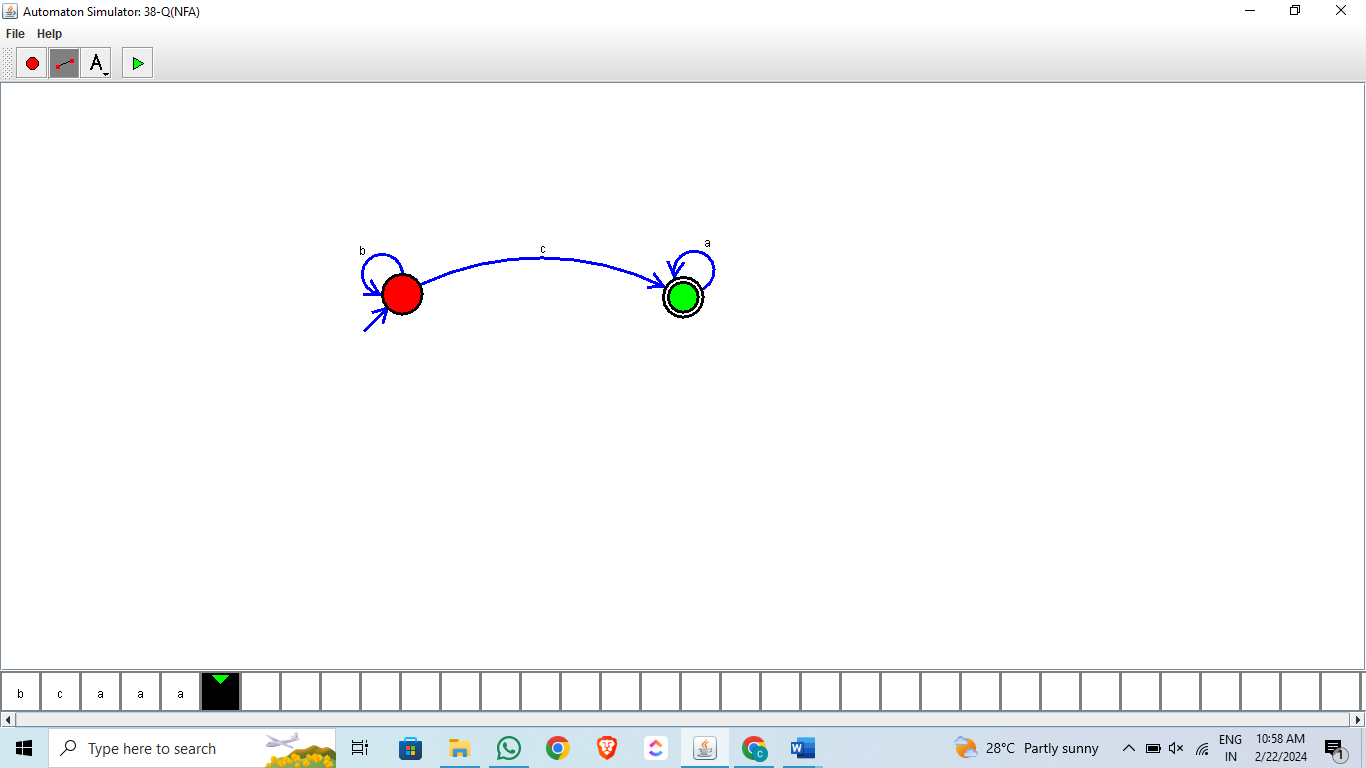 Automaton Simulator: 38-Q(NFA)
File Help
A
b c a
b c a a a
Type here to search
28°C Partly sunny
ENG
IN
10:58 AM
2/22/2024
1